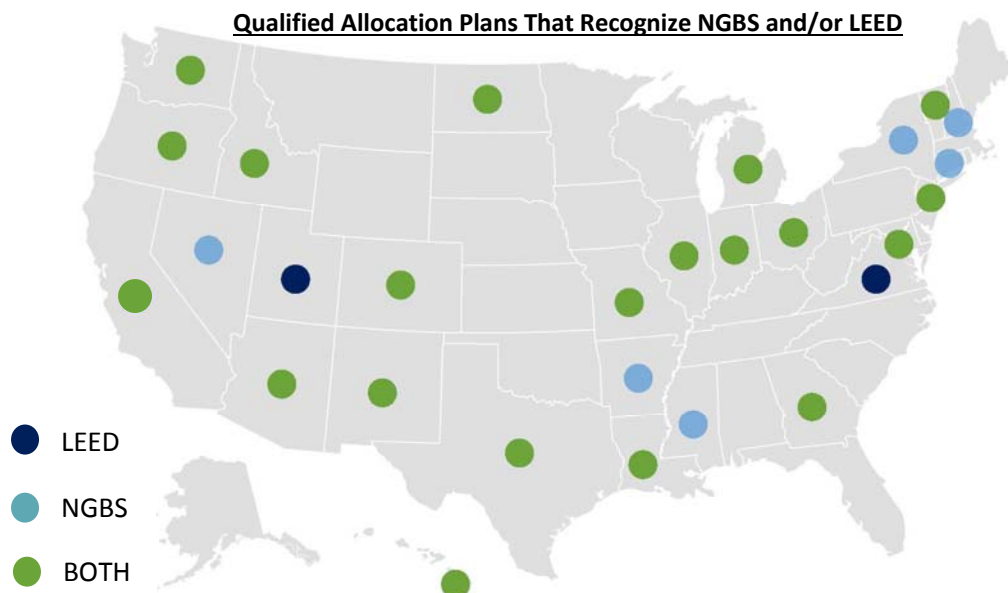 Qualified Allocation Plans That Recognize NGBS and/or LEED
LEED
NGBS
BOTH